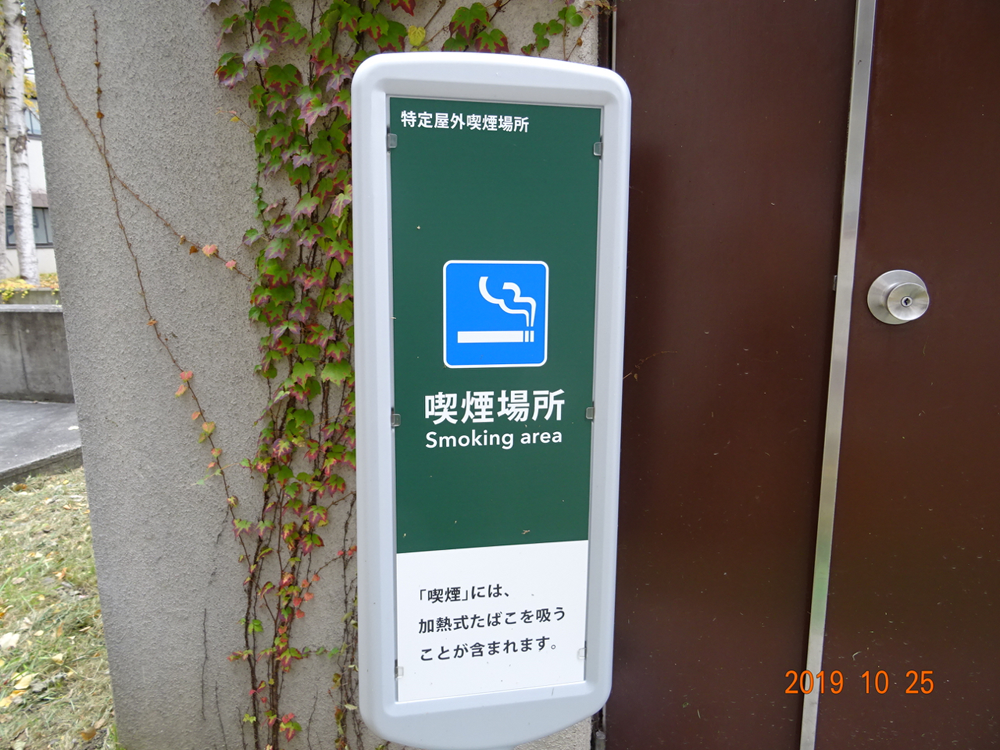 特定屋外喫煙場所
喫煙場所
Smoking area
「喫煙」には、
加熱式たばこを吸う
ことが含まれます。
2019 10 25